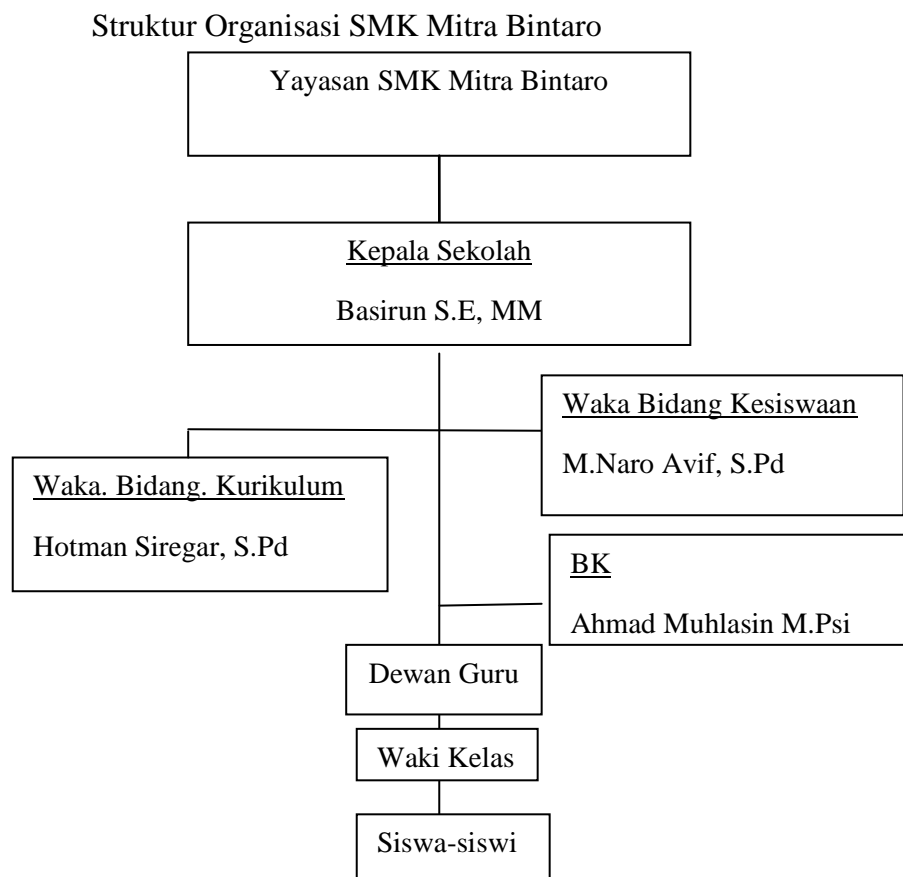 Struktur Organisasi SMK Mitra Bintaro
Yayasan SMK Mitra Bintaro
Kepala Sekolah
Basirun S.E, MM
Waka Bidang Kesiswaan
M.Naro Avif, S.Pd
Waka. Bidang. Kurikulum
Hotman Siregar, S.Pd
BK
Ahmad Muhlasin M.Psi
Dewan Guru
Waki Kelas
Siswa-siswi